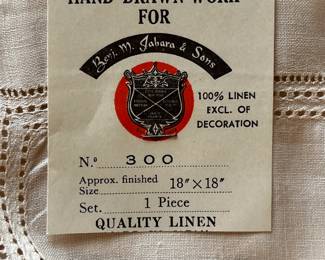 HAND DRAWN WORK
FOR
Benj. M. Jabara & Sons
100% LINEN
EXCL. OF
DECORATION
N.º 300
Approx. finished
Size 18"×18"
Set. 1 Piece
QUALITY LINEN